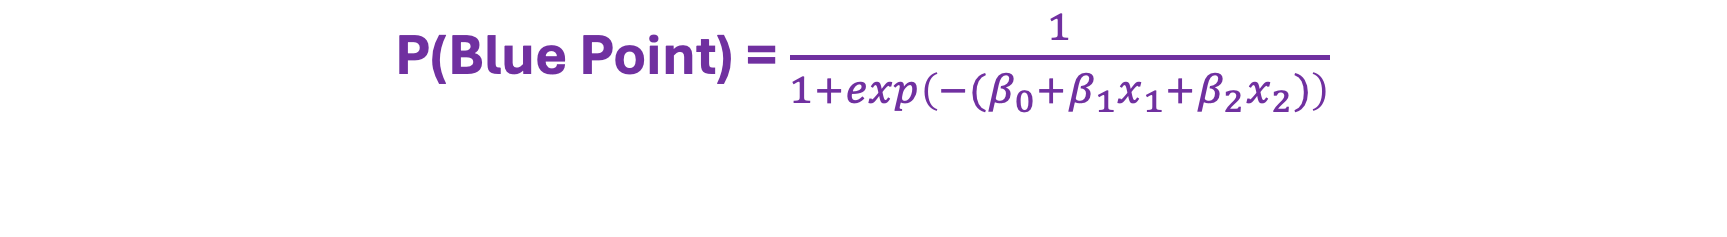 P(Blue Point) = 1
1+exp(−(β₀+β₁x₁+β₂x₂))